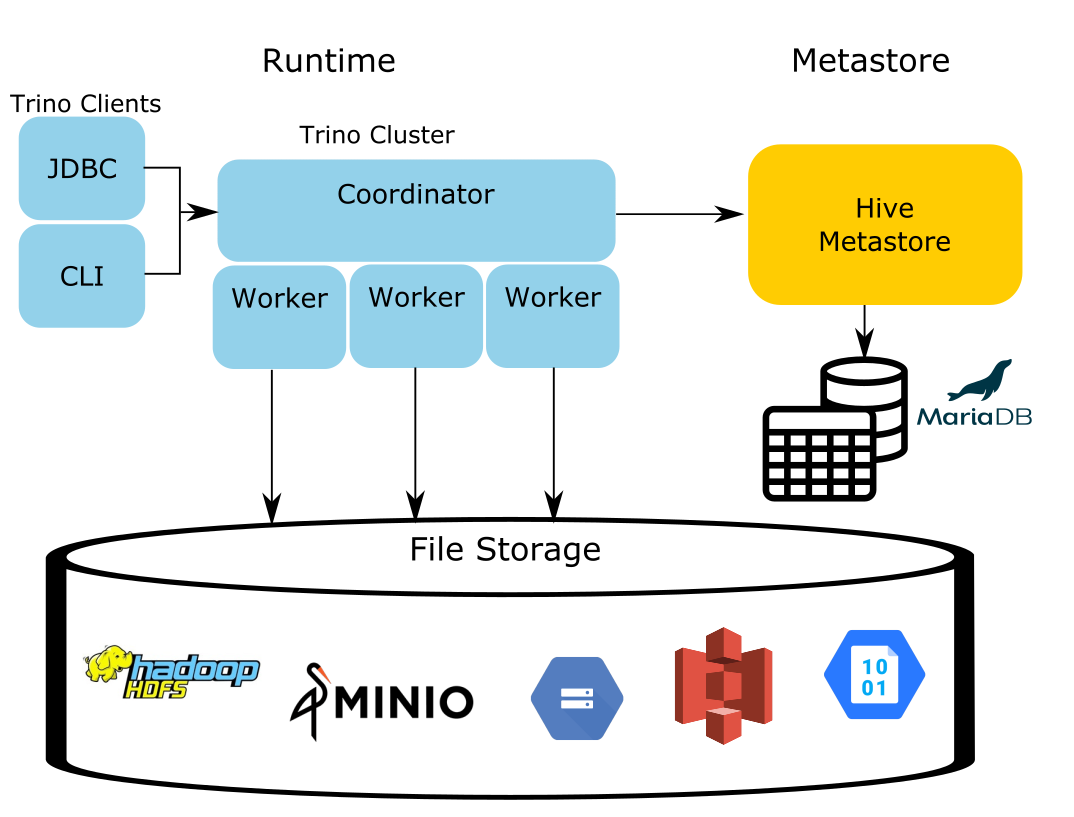 Runtime
Metastore
Trino Clients
Trino Cluster
JDBC
Coordinator
Hive
Metastore
CLI
Worker
Worker
Worker
MariaDB
File Storage
hadoop
HDFS
MINIO
10
01